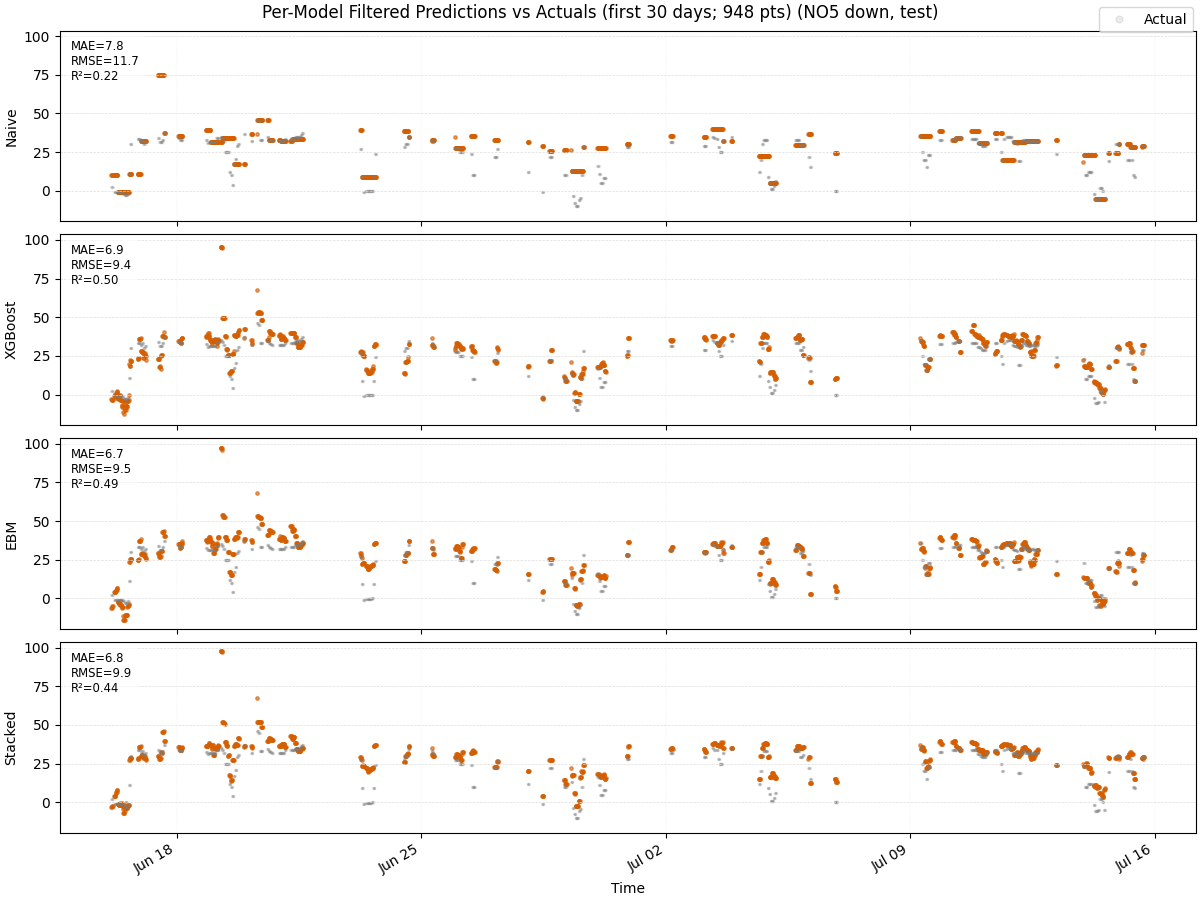 Per-Model Filtered Predictions vs Actuals (first 30 days; 948 pts) (NO5 down, test)
Actual
MAE=7.8
RMSE=11.7
R²=0.22
100
75
50
25
0
Naive
MAE=6.9
RMSE=9.4
R²=0.50
100
75
50
25
0
XGBoost
MAE=6.7
RMSE=9.5
R²=0.49
100
75
50
25
0
EBM
MAE=6.8
RMSE=9.9
R²=0.44
100
75
50
25
0
Stacked
Jun 18
Jun 25
Jul 02
Jul 09
Jul 16
Time